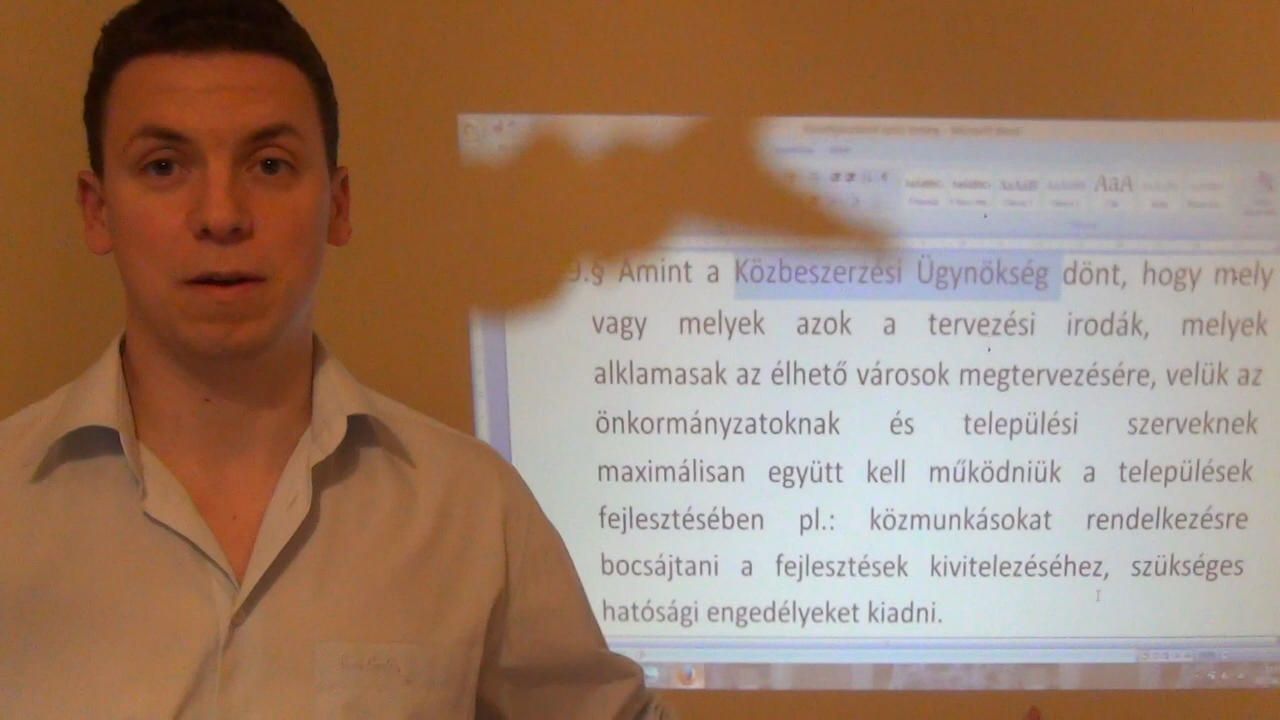 9.§ Amint a Közbeszerzési Ügynökség dönt, hogy mely
vagy melyek azok a tervezési irodák, melyek
alklamasak az élhető városok megtervezésére, velük az
önkormányzatoknak és települési szerveknek
maximálisan együtt kell működniük a települések
fejlesztésében pl.: közmunkásokat rendelkezésre
bocsájtani a fejlesztések kivitelezéséhez, szükséges
hatósági engedélyeket kiadni.